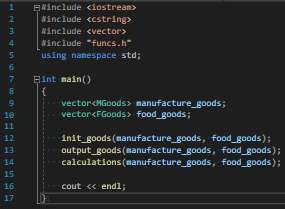 1 #include <iostream>
2 #include <cstring>
3 #include <vector>
4 #include "funcs.h"
5 using namespace std;
6
7 int main()
8 {
9 vector<MGoods> manufacture_goods;
10 vector<FGoods> food_goods;
11
12 init_goods(manufacture_goods, food_goods);
13 output_goods(manufacture_goods, food_goods);
14 calculations(manufacture_goods, food_goods);
15
16 cout << endl;
17 }